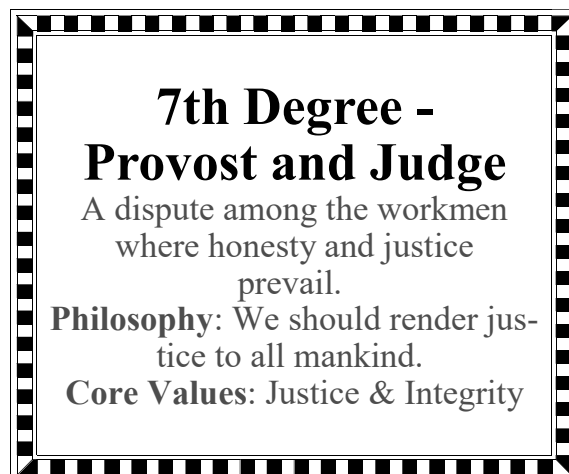 7th Degree -
Provost and Judge
A dispute among the workmen
where honesty and justice
prevail.
Philosophy: We should render jus-
tice to all mankind.
Core Values: Justice & Integrity